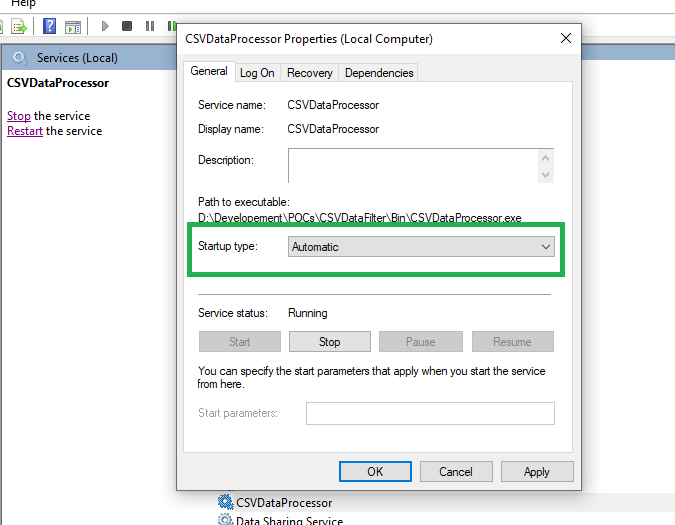 Help
Services (Local)
CSVDataProcessor
Stop the service
Restart the service
CSVDataProcessor Properties (Local Computer)
General Log On Recovery Dependencies
Service name: CSVDataProcessor
Display name: CSVDataProcessor
Description:
Path to executable:
D:\Developement\POCs\CSVDataFilter\Bin\CSVDataProcessor.exe
Startup type: Automatic
Service status: Running
Start Stop Pause Resume
You can specify the start parameters that apply when you start the service
from here.
Start parameters:
OK Cancel Apply
CSVDataProcessor
Data Sharing Service